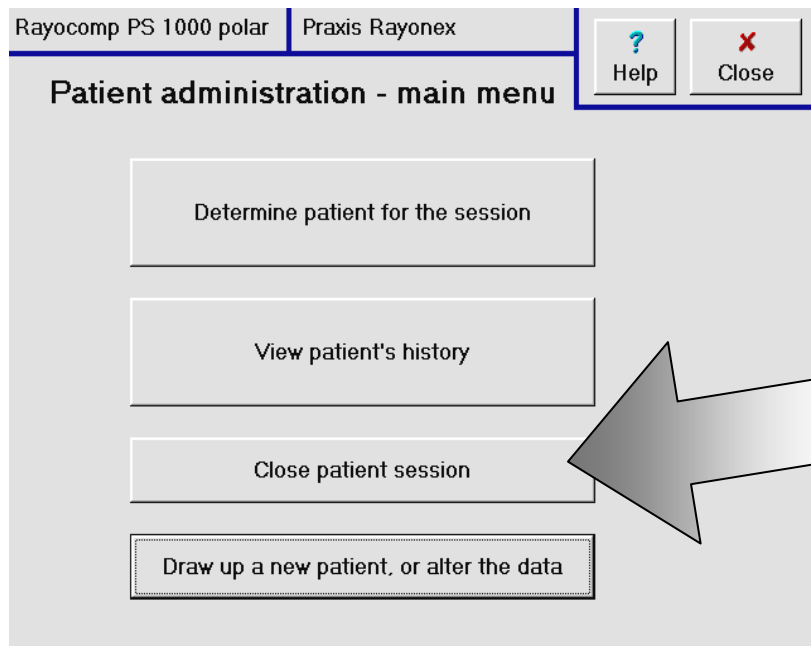 Rayocomp PS 1000 polar
Praxis Rayonex
?
Help
✗
Close
Patient administration - main menu
Determine patient for the session
View patient's history
Close patient session
Draw up a new patient, or alter the data